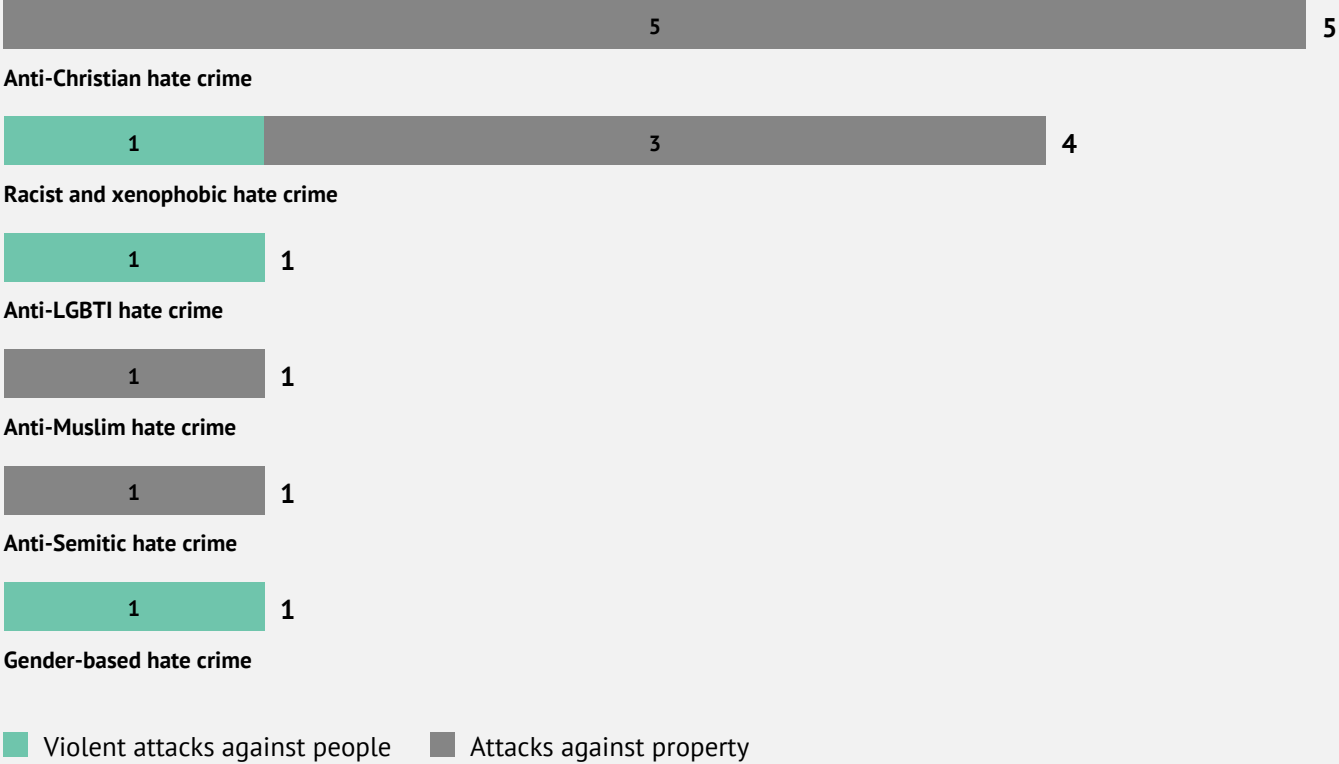 5 5
Anti-Christian hate crime
1 3 4
Racist and xenophobic hate crime
1 1
Anti-LGBTI hate crime
1 1
Anti-Muslim hate crime
1 1
Anti-Semitic hate crime
1 1
Gender-based hate crime
Violent attacks against people Attacks against property